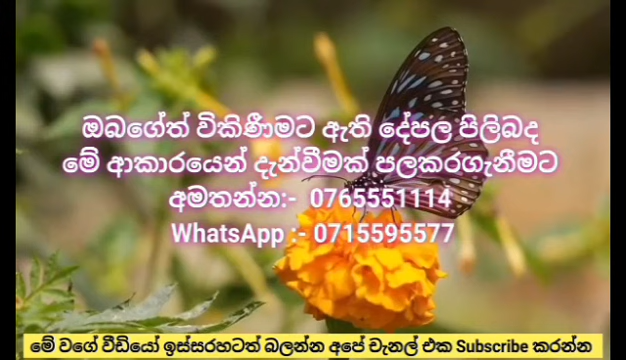 ඔබගේත් විකිණීමට ඇති දේපල පිලිබද
මේ ආකාරයෙන් දැන්වීමක් පලකරගැනීමට
අමතන්න:- 0765551114
WhatsApp :- 0715595577
මේ වගේ වීඩියෝ ඉස්සරහටත් බලන්න අපේ චැනල් එක Subscribe කරන්න